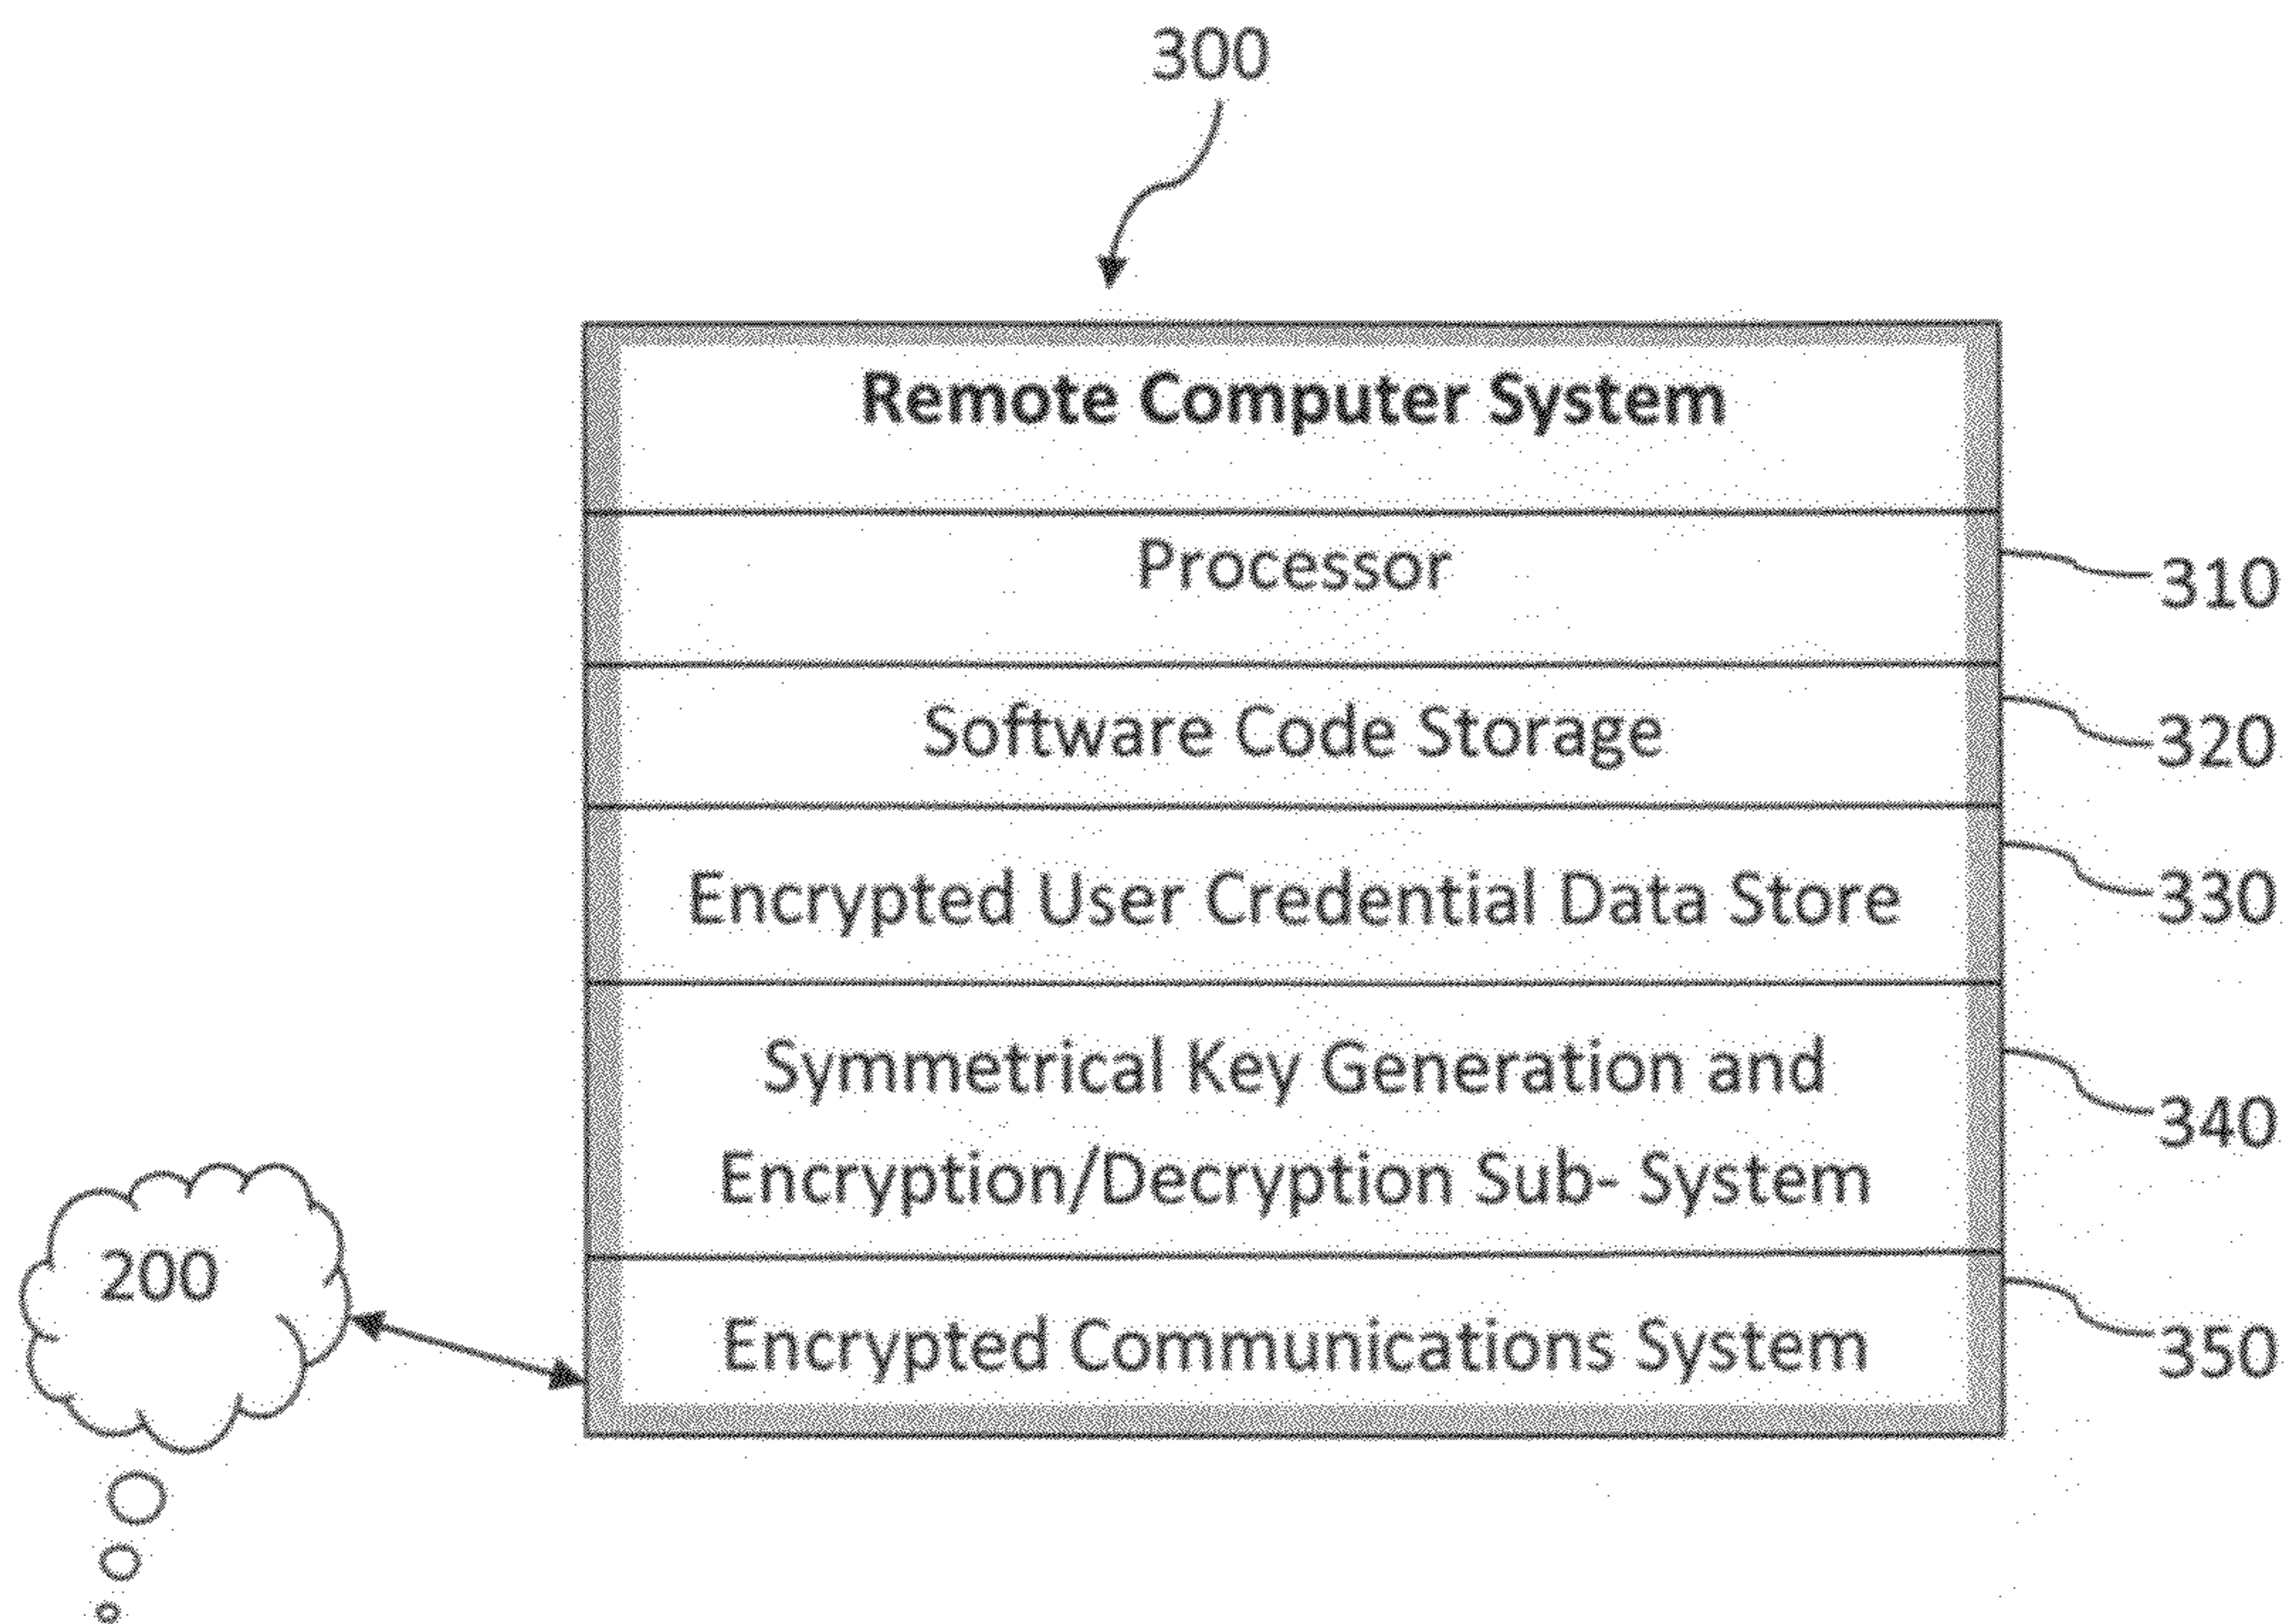 300
Remote Computer System
Processor
310
Software Code Storage
320
Encrypted User Credential Data Store
330
Symmetrical Key Generation and
340
Encryption/Decryption Sub- System
200
Encrypted Communications System
350